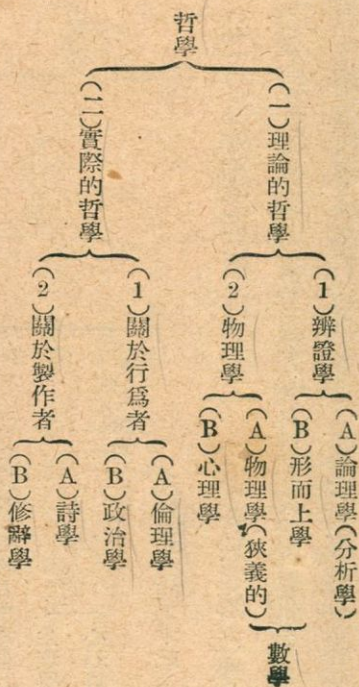 哲學
(一)理論的哲學
(1)辨證學
(A)論理學(分析學)
(B)形而上學
(2)物理學
(A)物理學(狹義的)
數學
(B)心理學
(二)實際的哲學
(1)關於行爲者
(A)倫理學
(B)政治學
(2)關於製作者
(A)詩學
(B)修辭學